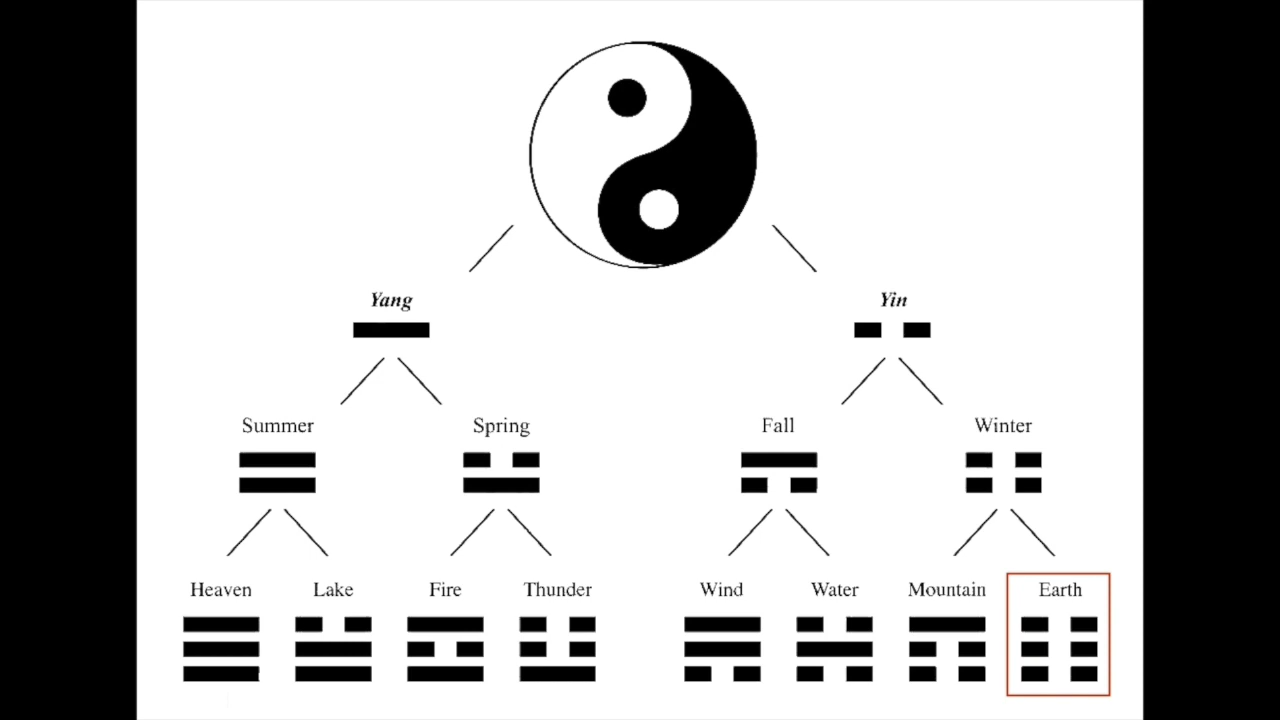 Yang
Yin
Summer
Spring
Fall
Winter
Heaven
Lake
Fire
Thunder
Wind
Water
Mountain
Earth